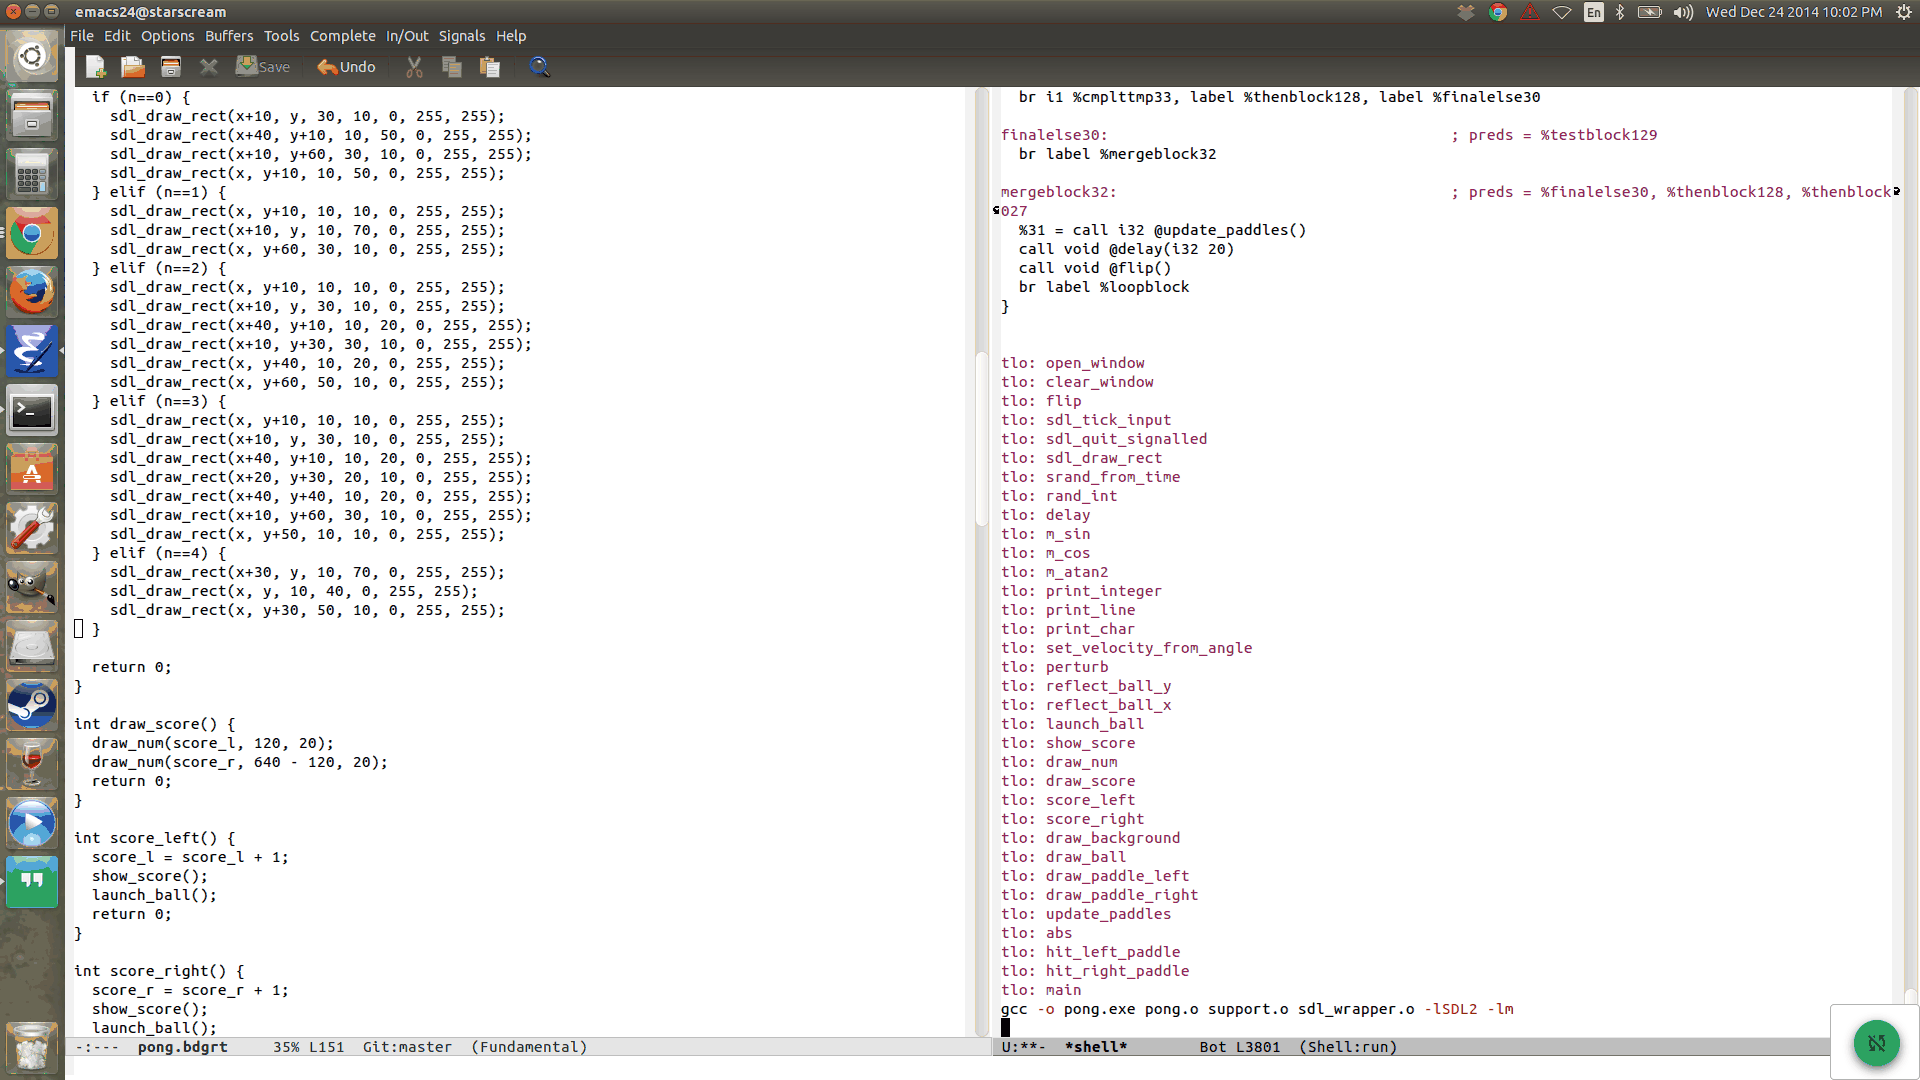 emacs24@starscream
En
Wed Dec 24 2014 10:02 PM
File Edit Options Buffers Tools Complete In/Out Signals Help
Save Undo
if (n==0) {
sdl_draw_rect(x+10, y, 30, 10, 0, 255, 255);
sdl_draw_rect(x+40, y+10, 10, 50, 0, 255, 255);
sdl_draw_rect(x+10, y+60, 30, 10, 0, 255, 255);
sdl_draw_rect(x, y+10, 10, 50, 0, 255, 255);
} elif (n==1) {
sdl_draw_rect(x, y+10, 10, 10, 0, 255, 255);
sdl_draw_rect(x+10, y, 10, 70, 0, 255, 255);
sdl_draw_rect(x, y+60, 30, 10, 0, 255, 255);
} elif (n==2) {
sdl_draw_rect(x, y+10, 10, 10, 0, 255, 255);
sdl_draw_rect(x+10, y, 30, 10, 0, 255, 255);
sdl_draw_rect(x+40, y+10, 10, 20, 0, 255, 255);
sdl_draw_rect(x+10, y+30, 30, 10, 0, 255, 255);
sdl_draw_rect(x, y+40, 10, 20, 0, 255, 255);
sdl_draw_rect(x, y+60, 50, 10, 0, 255, 255);
} elif (n==3) {
sdl_draw_rect(x, y+10, 10, 10, 0, 255, 255);
sdl_draw_rect(x+10, y, 30, 10, 0, 255, 255);
sdl_draw_rect(x+40, y+10, 10, 20, 0, 255, 255);
sdl_draw_rect(x+20, y+30, 20, 10, 0, 255, 255);
sdl_draw_rect(x+40, y+40, 10, 20, 0, 255, 255);
sdl_draw_rect(x+10, y+60, 30, 10, 0, 255, 255);
sdl_draw_rect(x, y+50, 10, 10, 0, 255, 255);
} elif (n==4) {
sdl_draw_rect(x+30, y, 10, 70, 0, 255, 255);
sdl_draw_rect(x, y, 10, 40, 0, 255, 255);
sdl_draw_rect(x, y+30, 50, 10, 0, 255, 255);
}
return 0;
}
int draw_score() {
draw_num(score_l, 120, 20);
draw_num(score_r, 640 - 120, 20);
return 0;
}
int score_left() {
score_l = score_l + 1;
show_score();
launch_ball();
return 0;
}
int score_right() {
score_r = score_r + 1;
show_score();
launch_ball();
-:--- pong.bdgrt 35% L151 Git:master (Fundamental)
br i1 %cmplttmp33, label %thenblock128, label %finalelse30
finalelse30: ; preds = %testblock129
br label %mergeblock32
mergeblock32: ; preds = %finalelse30, %thenblock128, %thenblock
027
%31 = call i32 @update_paddles()
call void @delay(i32 20)
call void @flip()
br label %loopblock
}
tlo: open_window
tlo: clear_window
tlo: flip
tlo: sdl_tick_input
tlo: sdl_quit_signalled
tlo: sdl_draw_rect
tlo: srand_from_time
tlo: rand_int
tlo: delay
tlo: m_sin
tlo: m_cos
tlo: m_atan2
tlo: print_integer
tlo: print_line
tlo: print_char
tlo: set_velocity_from_angle
tlo: perturb
tlo: reflect_ball_y
tlo: reflect_ball_x
tlo: launch_ball
tlo: show_score
tlo: draw_num
tlo: draw_score
tlo: score_left
tlo: score_right
tlo: draw_background
tlo: draw_ball
tlo: draw_paddle_left
tlo: draw_paddle_right
tlo: update_paddles
tlo: abs
tlo: hit_left_paddle
tlo: hit_right_paddle
tlo: main
gcc -o pong.exe pong.o support.o sdl_wrapper.o -lSDL2 -lm
U:**- *shell* Bot L3801 (Shell:run)